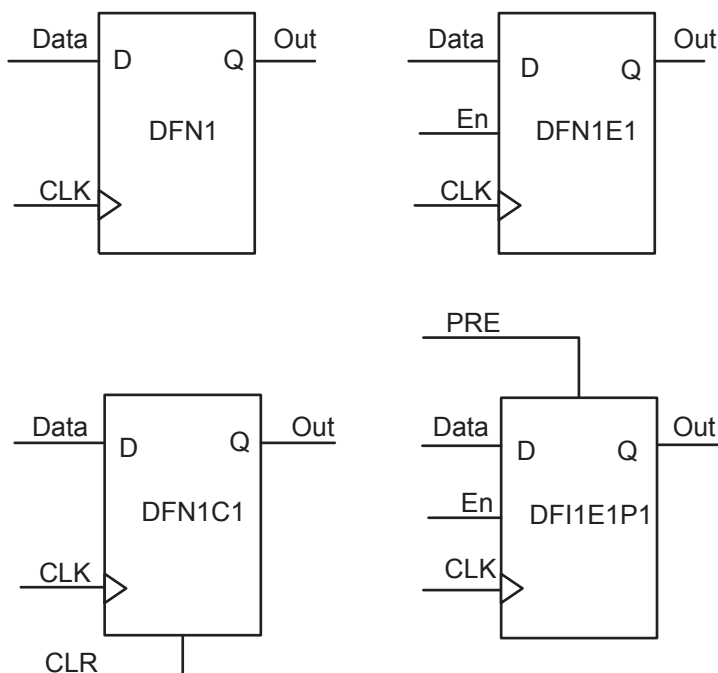 Data
D
Q
Out
DFN1
CLK
Data
D
Q
Out
En
DFN1E1
CLK
Data
D
Q
Out
DFN1C1
CLK
CLR
PRE
Data
D
Q
Out
En
DFI1E1P1
CLK